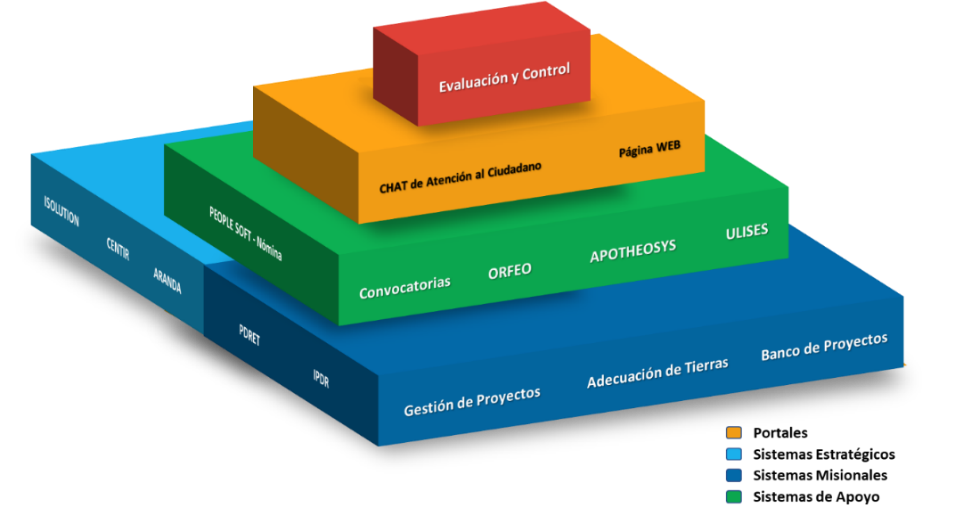 Evaluación y Control
CHAT de Atención al Ciudadano
Página WEB
PEOPLE SOFT - Nómina
Convocatorias
ORFEO
APOTHEOSYS
ULISES
ISOLUTION
CENTIR
ARANDA
PDRET
IPDR
Gestión de Proyectos
Adecuación de Tierras
Banco de Proyectos
Portales
Sistemas Estratégicos
Sistemas Misionales
Sistemas de Apoyo